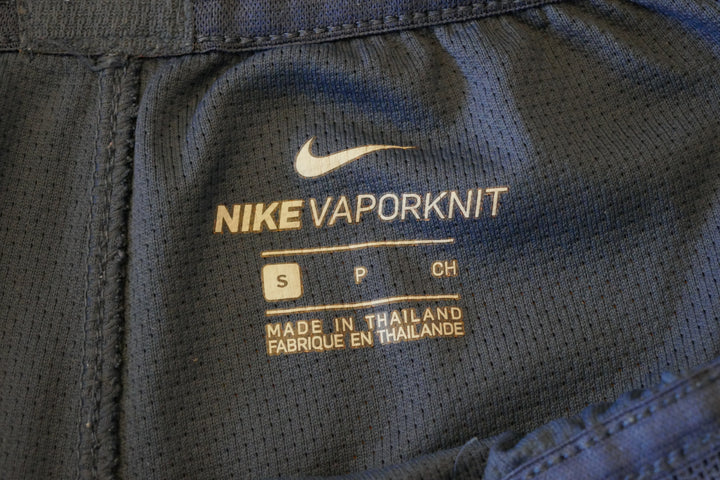 NIKE VAPORKNIT
S P CH
MADE IN THAILAND
FABRIQUE EN THAILANDE